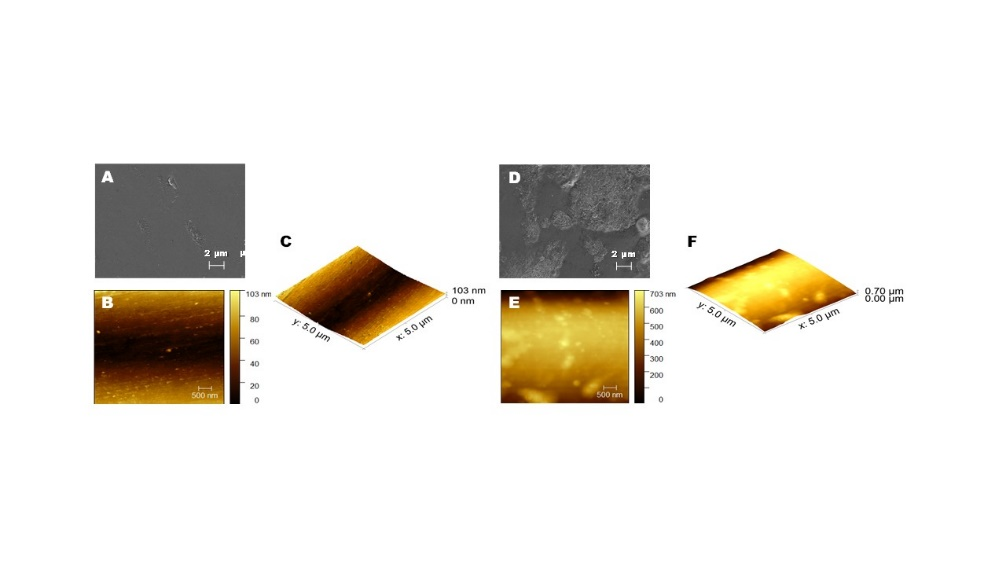 A
2 µm
µ
B
103 nm
80
60
40
20
0
500 nm
C
103 nm
0 nm
y: 5.0 µm
x: 5.0 µm
D
2 µm
E
703 nm
600
500
400
300
200
0
500 nm
F
0.70 µm
0.00 µm
y: 5.0 µm
x: 5.0 µm